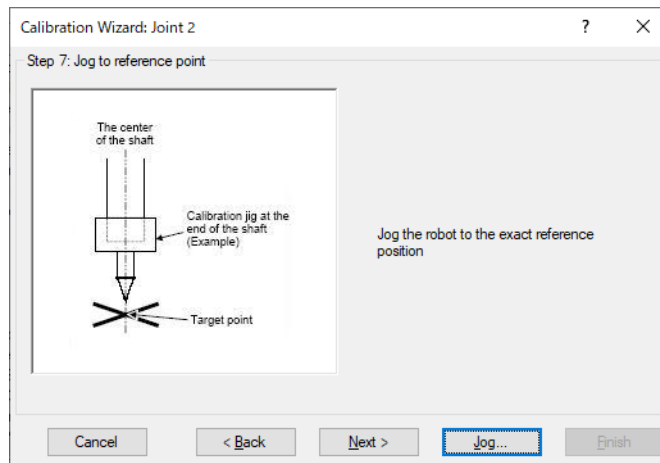 Calibration Wizard: Joint 2
Step 7: Jog to reference point
The center
of the shaft
Calibration jig at the
end of the shaft
(Example)
Target point
Jog the robot to the exact reference
position
Cancel
< Back
Next >
Jog...
Finish